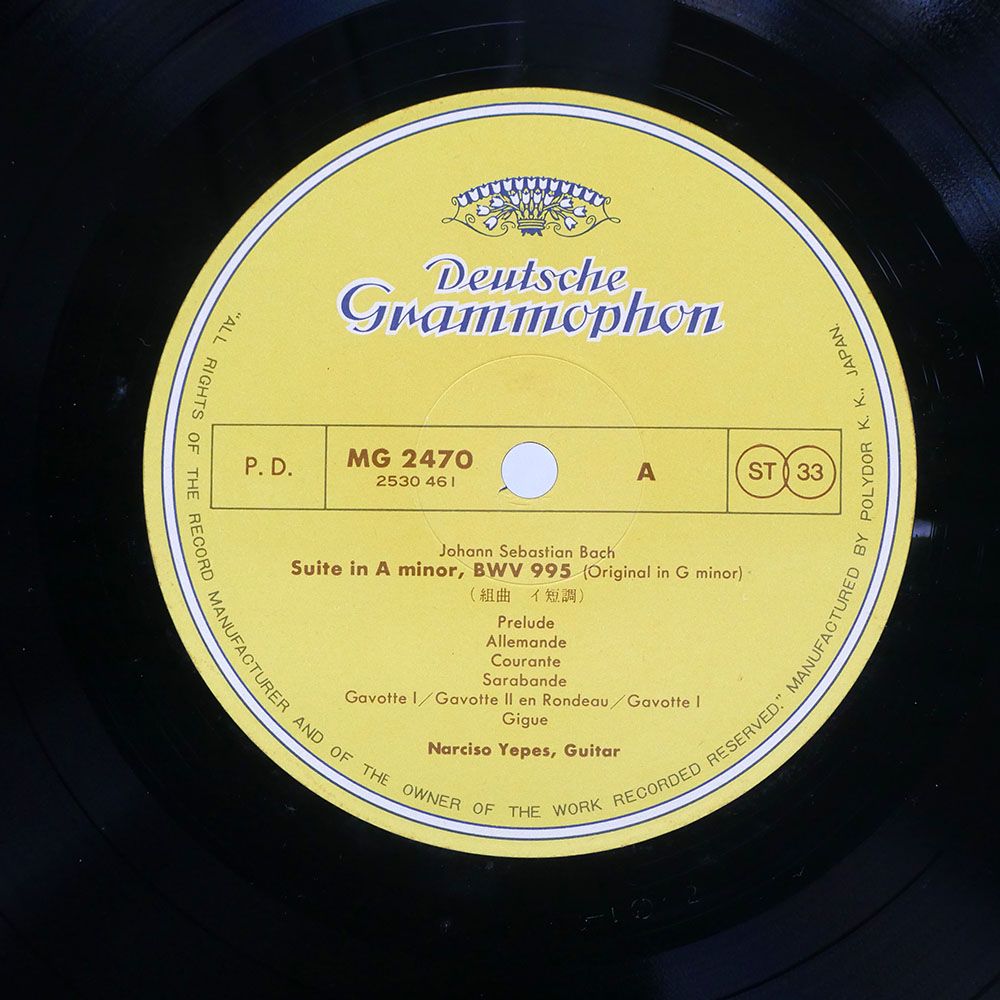 Deutsche
Grammophon
P. D.
MG 2470
2530 461
A
ST 33
Johann Sebastian Bach
Suite in A minor, BWV 995 (Original in G minor)
(組曲 イ短調)
Prelude
Allemande
Courante
Sarabande
Gavotte I/Gavotte II en Rondeau/Gavotte I
Gigue
Narciso Yepes, Guitar
"ALL RIGHTS OF THE RECORD MANUFACTURER AND OF THE OWNER OF THE WORK RECORDED RESERVED." MANUFACTURED BY POLYDOR K. K., JAPAN.